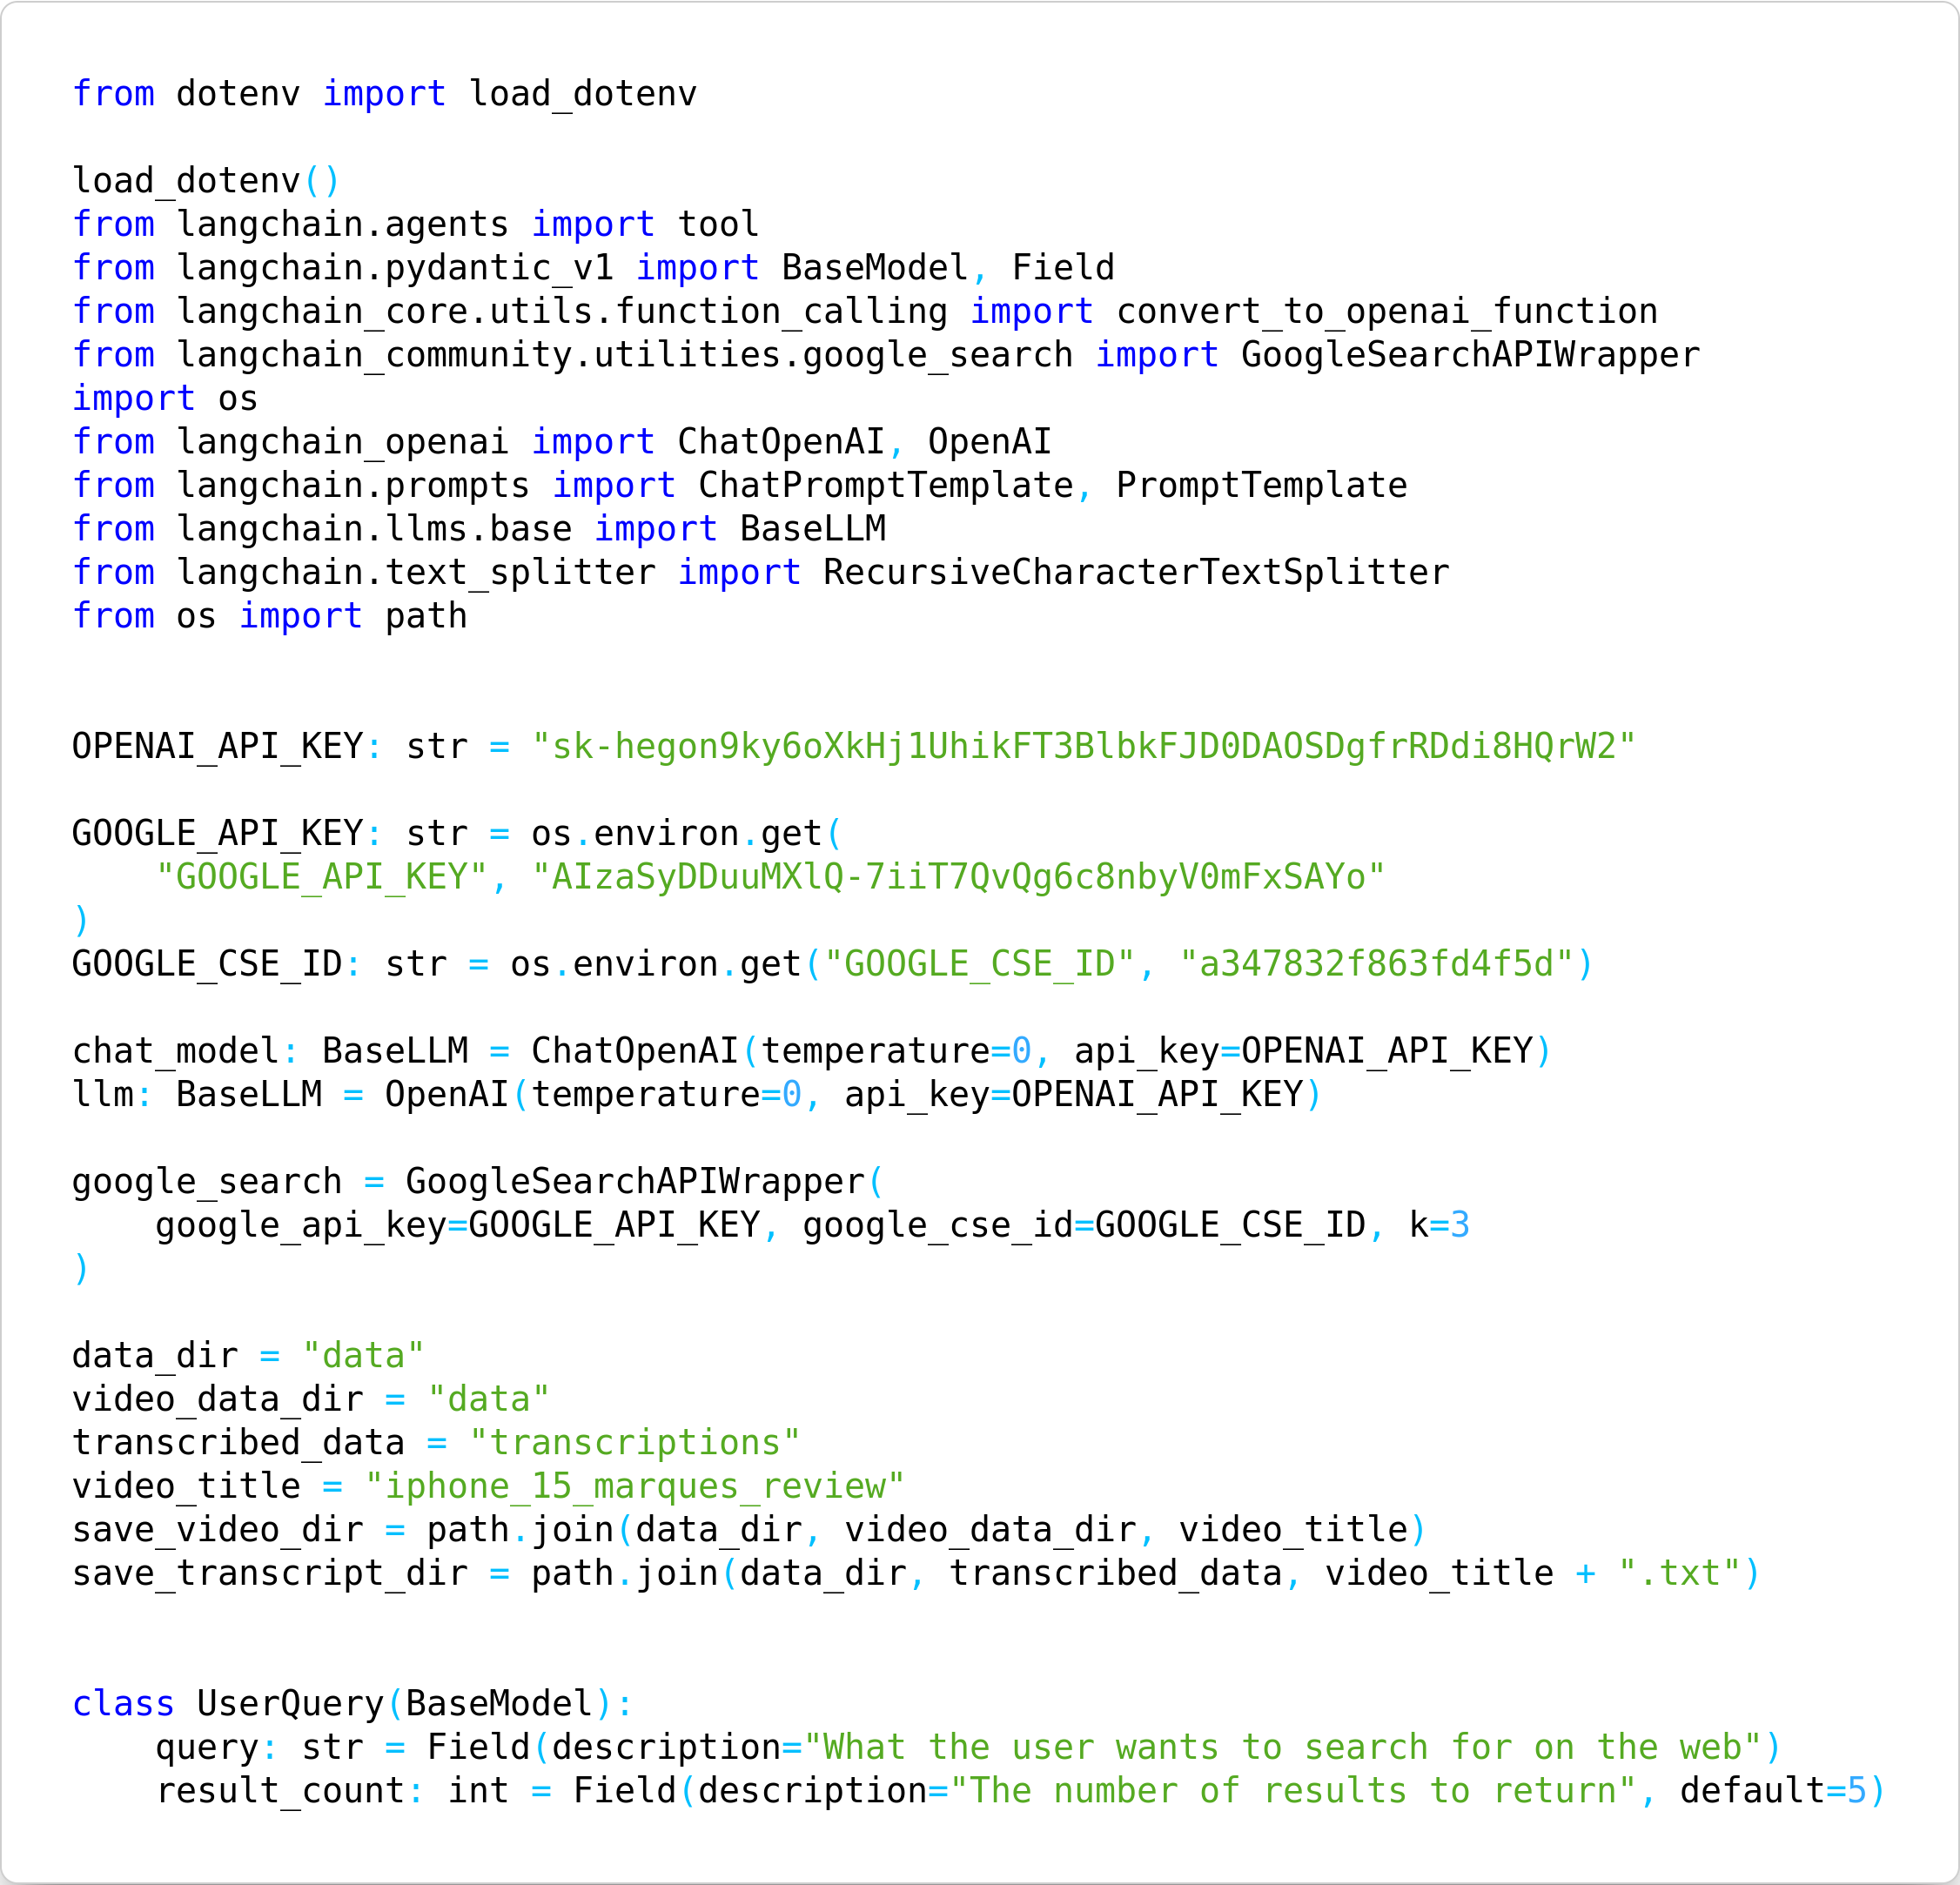 from dotenv import load_dotenv

load_dotenv()
from langchain.agents import tool
from langchain.pydantic_v1 import BaseModel, Field
from langchain_core.utils.function_calling import convert_to_openai_function
from langchain_community.utilities.google_search import GoogleSearchAPIWrapper
import os
from langchain_openai import ChatOpenAI, OpenAI
from langchain.prompts import ChatPromptTemplate, PromptTemplate
from langchain.llms.base import BaseLLM
from langchain.text_splitter import RecursiveCharacterTextSplitter
from os import path


OPENAI_API_KEY: str = "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"

GOOGLE_API_KEY: str = os.environ.get(
    "GOOGLE_API_KEY", "AIzaSyDDuuMXlQ-7iiT7QvQg6c8nbyV0mFxSAYo"
)
GOOGLE_CSE_ID: str = os.environ.get("GOOGLE_CSE_ID", "a347832f863fd4f5d")

chat_model: BaseLLM = ChatOpenAI(temperature=0, api_key=OPENAI_API_KEY)
llm: BaseLLM = OpenAI(temperature=0, api_key=OPENAI_API_KEY)

google_search = GoogleSearchAPIWrapper(
    google_api_key=GOOGLE_API_KEY, google_cse_id=GOOGLE_CSE_ID, k=3
)

data_dir = "data"
video_data_dir = "data"
transcribed_data = "transcriptions"
video_title = "iphone_15_marques_review"
save_video_dir = path.join(data_dir, video_data_dir, video_title)
save_transcript_dir = path.join(data_dir, transcribed_data, video_title + ".txt")


class UserQuery(BaseModel):
    query: str = Field(description="What the user wants to search for on the web")
    result_count: int = Field(description="The number of results to return", default=5)